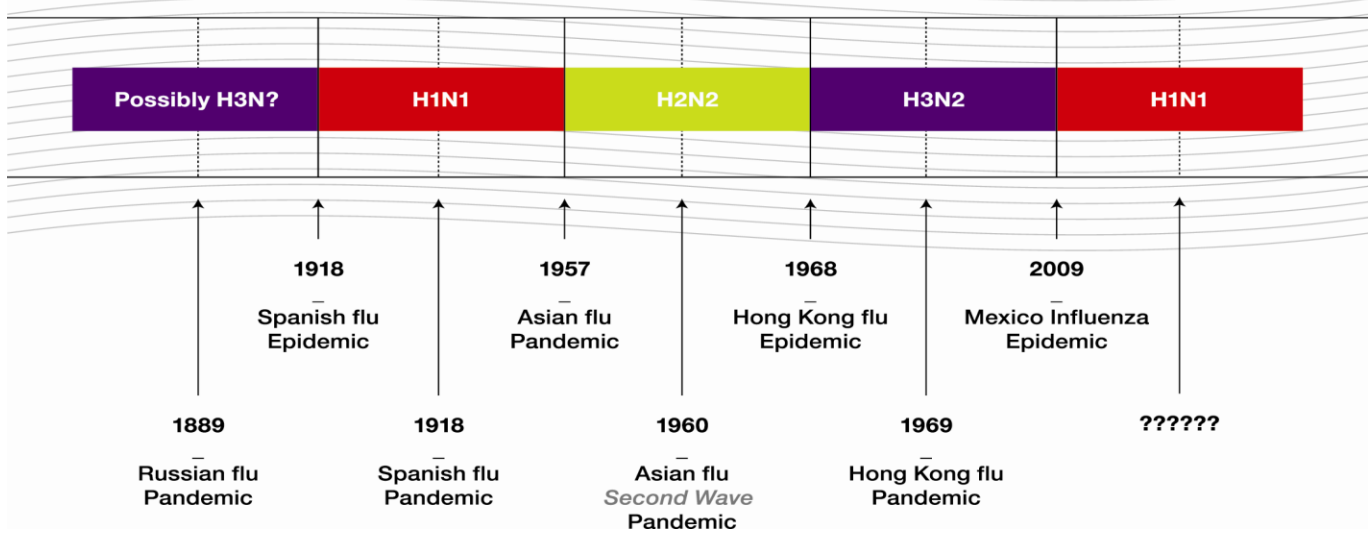 Possibly H3N?
H1N1
H2N2
H3N2
H1N1
1918
–
Spanish flu
Epidemic
1957
–
Asian flu
Pandemic
1968
–
Hong Kong flu
Epidemic
2009
–
Mexico Influenza
Epidemic
1889
–
Russian flu
Pandemic
1918
–
Spanish flu
Pandemic
1960
–
Asian flu
Second Wave
Pandemic
1969
–
Hong Kong flu
Pandemic
??????